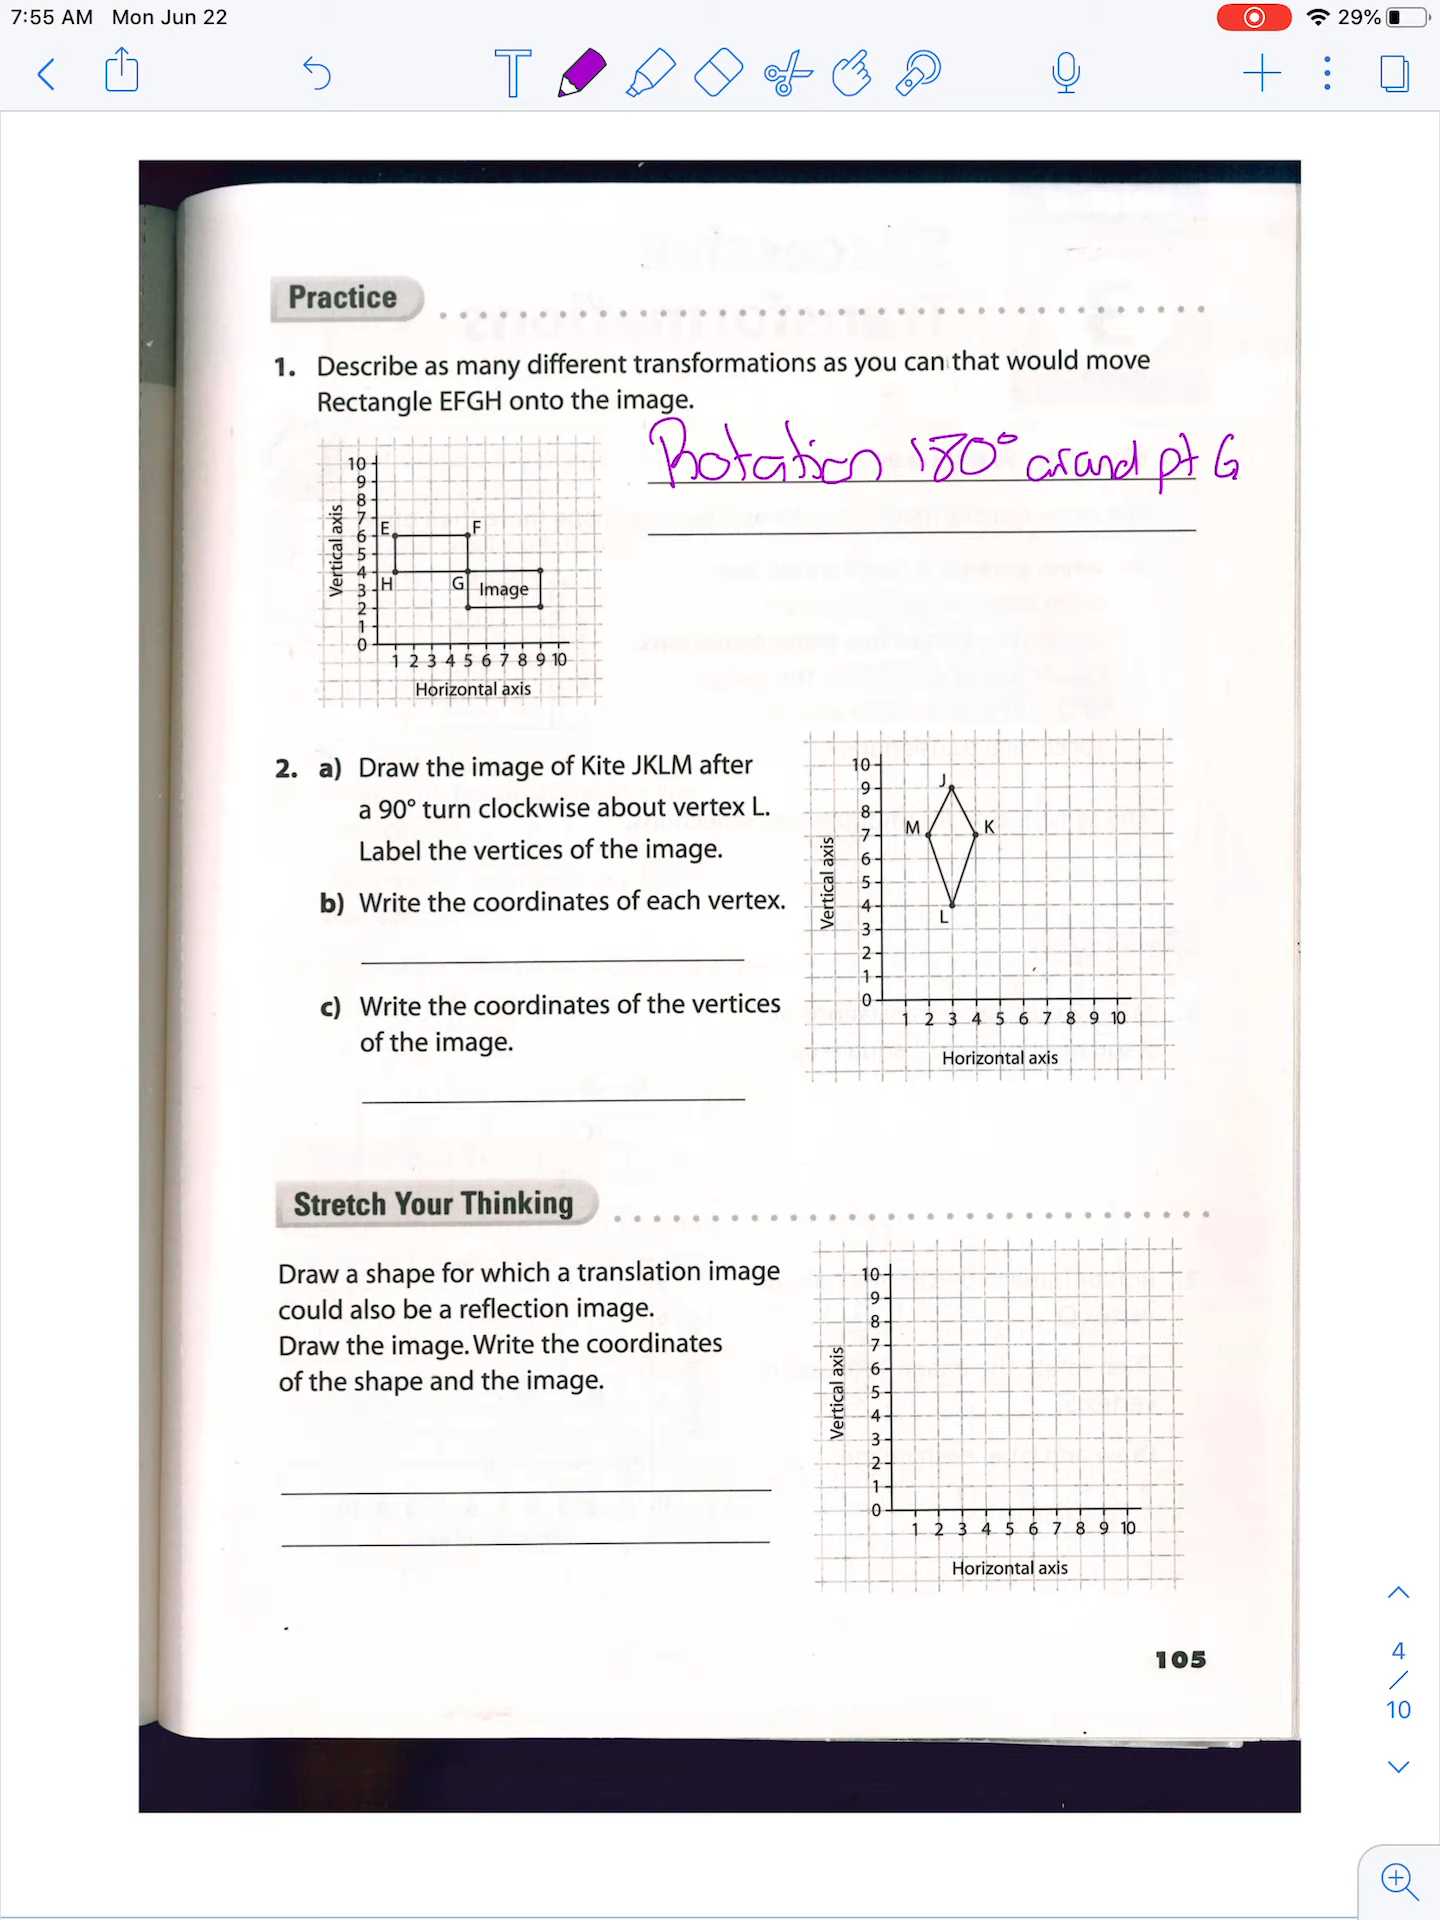 7:55 AM Mon Jun 22
29%
Practice
1. Describe as many different transformations as you can that would move
Rectangle EFGH onto the image.
Rotation 180° around pt G
10
9
8
7
6
5
4
3
2
1
0
Vertical axis
E F
H G Image
1 2 3 4 5 6 7 8 9 10
Horizontal axis
2. a) Draw the image of Kite JKLM after
a 90° turn clockwise about vertex L.
Label the vertices of the image.
b) Write the coordinates of each vertex.
c) Write the coordinates of the vertices
of the image.
10
9
8
7
6
5
4
3
2
1
0
Vertical axis
J
M K
L
1 2 3 4 5 6 7 8 9 10
Horizontal axis
Stretch Your Thinking
Draw a shape for which a translation image
could also be a reflection image.
Draw the image. Write the coordinates
of the shape and the image.
10
9
8
7
6
5
4
3
2
1
0
Vertical axis
1 2 3 4 5 6 7 8 9 10
Horizontal axis
105
4
/
10